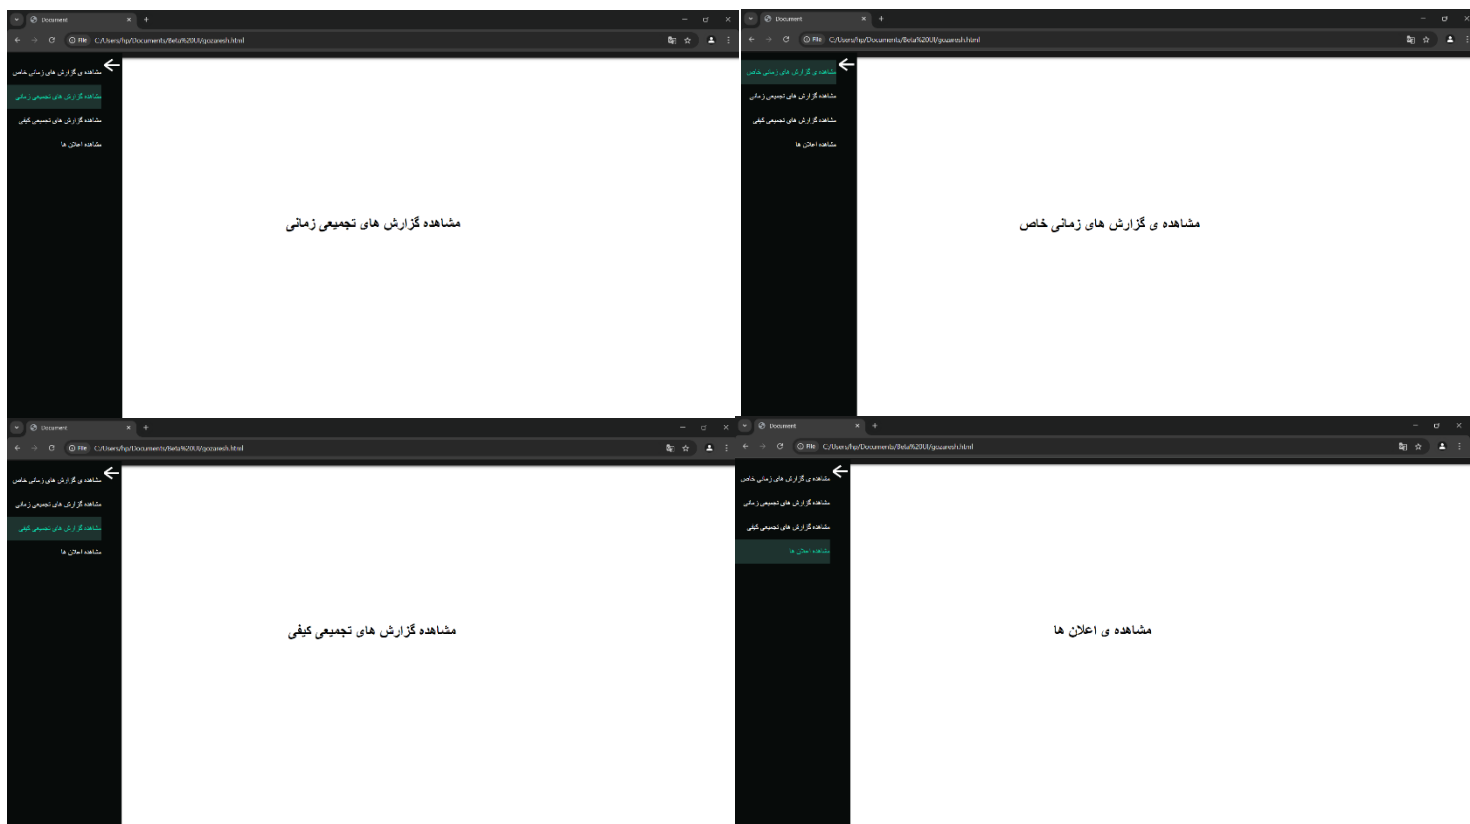 Document
File C:/Users/hp/Documents/Beta%20UI/gozaresh.html
مشاهده ی گزارش های زمانی خاص
مشاهده گزارش های تجمیعی زمانی
مشاهده گزارش های تجمیعی کیفی
مشاهده اعلان ها
مشاهده گزارش های تجمیعی زمانی
Document
File C:/Users/hp/Documents/Beta%20UI/gozaresh.html
مشاهده ی گزارش های زمانی خاص
مشاهده گزارش های تجمیعی زمانی
مشاهده گزارش های تجمیعی کیفی
مشاهده اعلان ها
مشاهده ی گزارش های زمانی خاص
Document
File C:/Users/hp/Documents/Beta%20UI/gozaresh.html
مشاهده ی گزارش های زمانی خاص
مشاهده گزارش های تجمیعی زمانی
مشاهده گزارش های تجمیعی کیفی
مشاهده اعلان ها
مشاهده گزارش های تجمیعی کیفی
Document
File C:/Users/hp/Documents/Beta%20UI/gozaresh.html
مشاهده ی گزارش های زمانی خاص
مشاهده گزارش های تجمیعی زمانی
مشاهده گزارش های تجمیعی کیفی
مشاهده اعلان ها
مشاهده ی اعلان ها